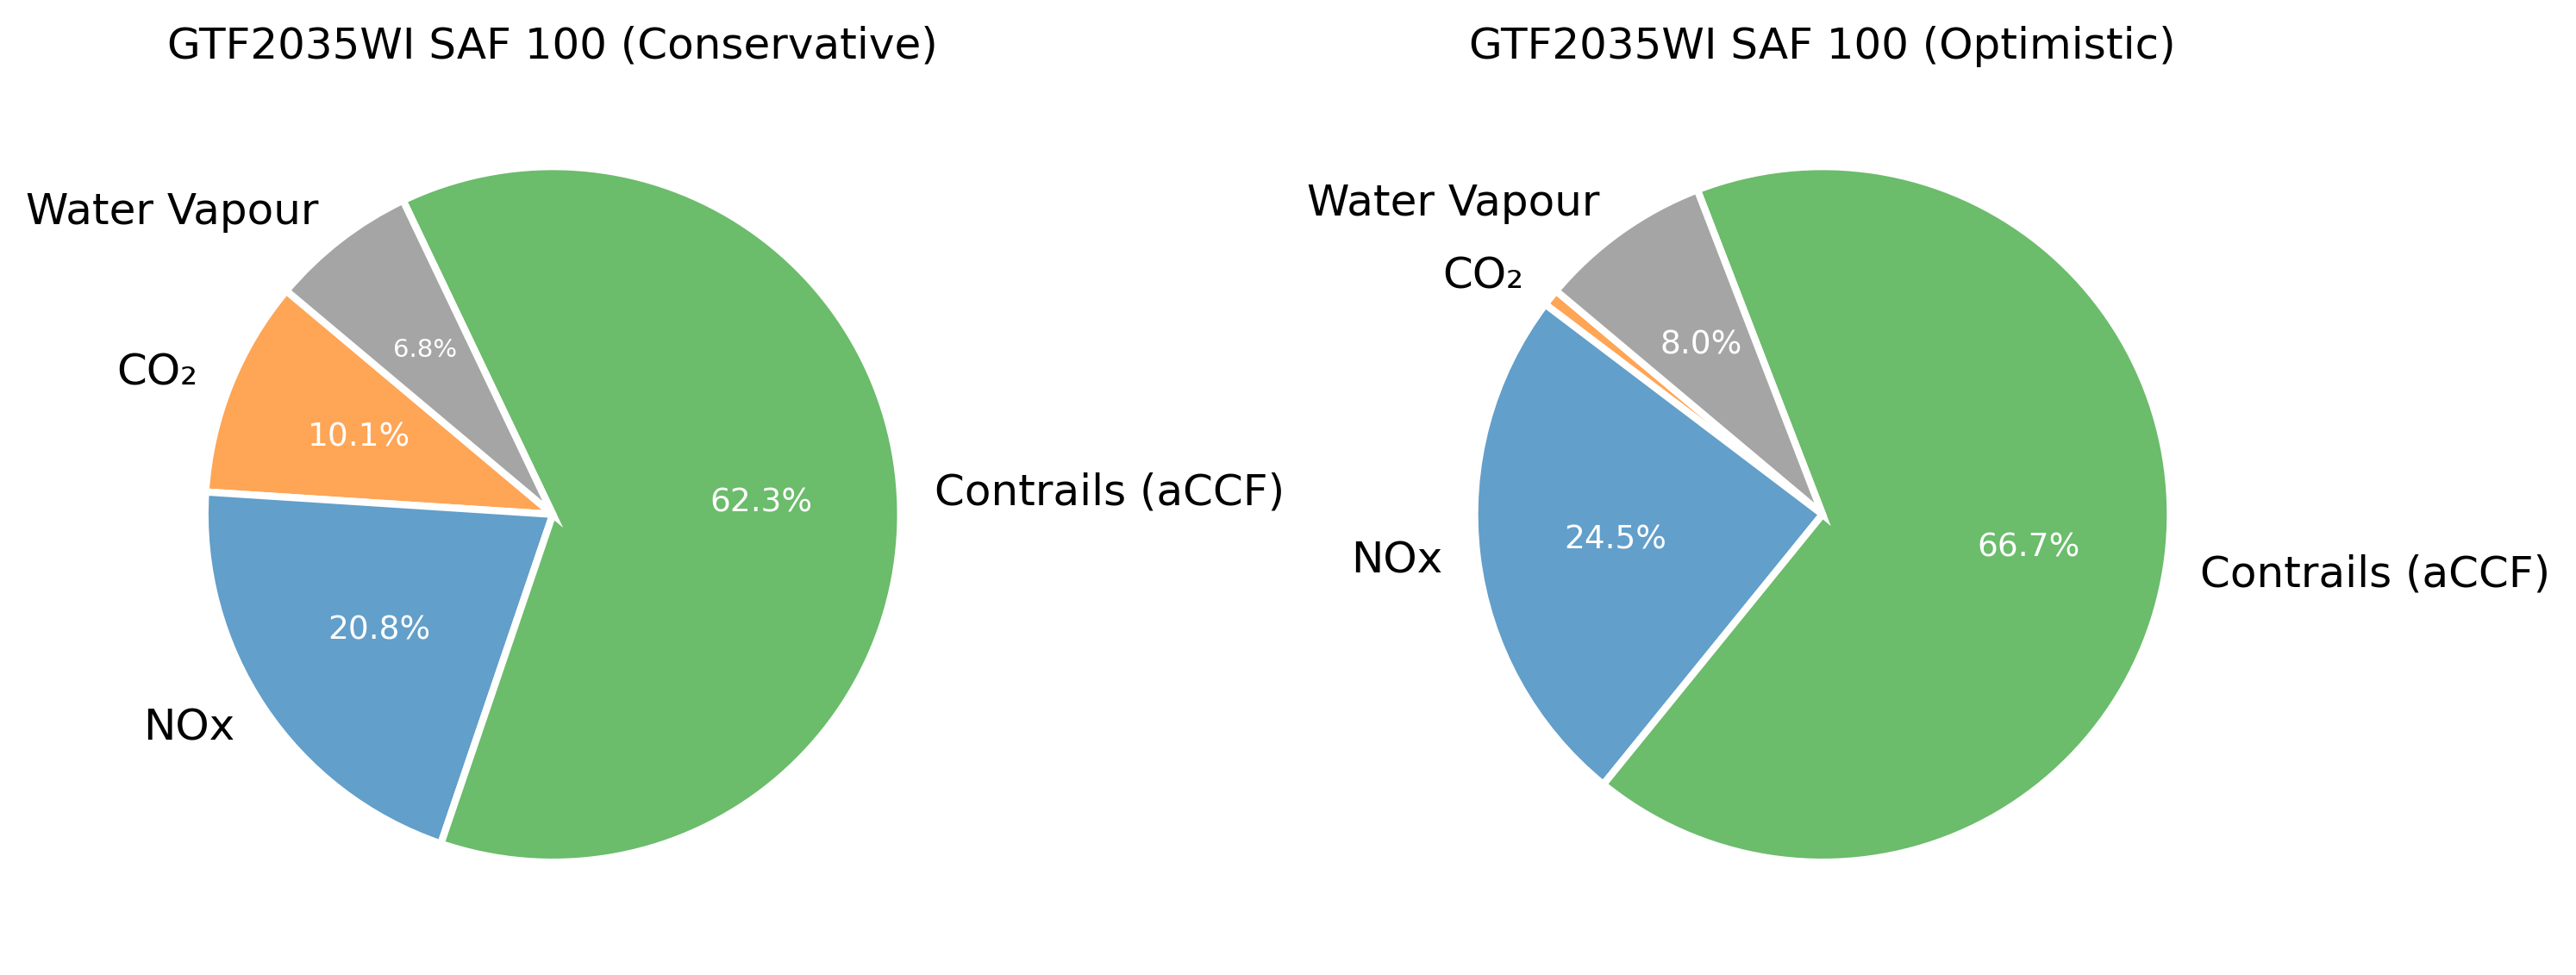 GTF2035WI SAF 100 (Conservative)
Water Vapour
CO₂
NOx
Contrails (aCCF)
6.8%
10.1%
20.8%
62.3%
GTF2035WI SAF 100 (Optimistic)
Water Vapour
CO₂
NOx
Contrails (aCCF)
8.0%
24.5%
66.7%